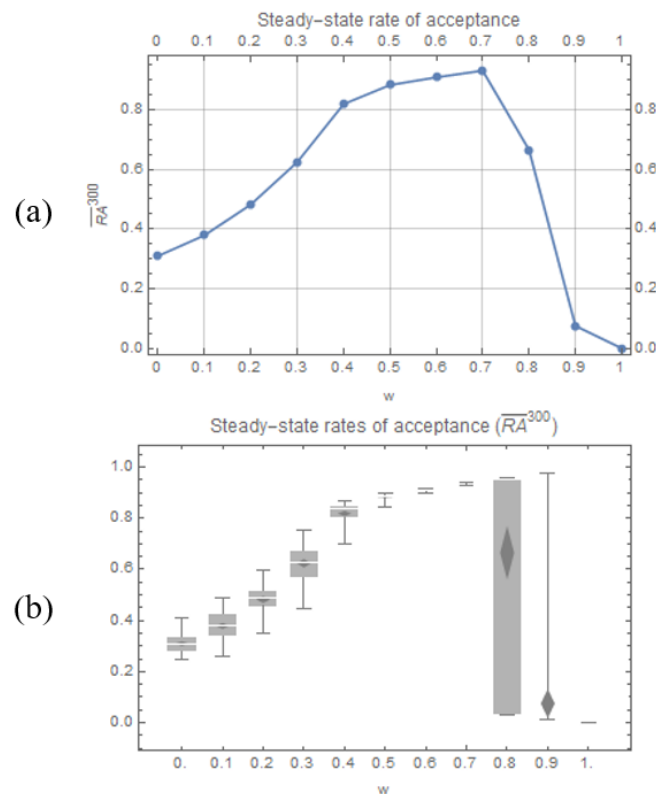 Steady-state rate of acceptance
0 0.1 0.2 0.3 0.4 0.5 0.6 0.7 0.8 0.9 1
(a)
R̅A̅³⁰⁰
0.8 0.8
0.6 0.6
0.4 0.4
0.2 0.2
0.0 0.0
0 0.1 0.2 0.3 0.4 0.5 0.6 0.7 0.8 0.9 1
w
Steady-state rates of acceptance (R̅A̅³⁰⁰)
(b)
1.0
0.8
0.6
0.4
0.2
0.0
0. 0.1 0.2 0.3 0.4 0.5 0.6 0.7 0.8 0.9 1.
w